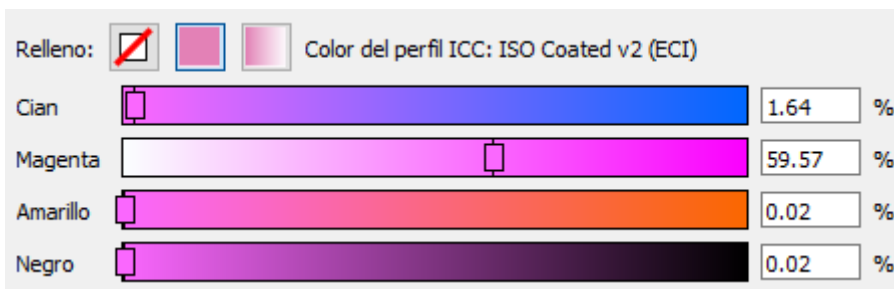 Relleno: Color del perfil ICC: ISO Coated v2 (ECI)
Cian 1.64 %
Magenta 59.57 %
Amarillo 0.02 %
Negro 0.02 %